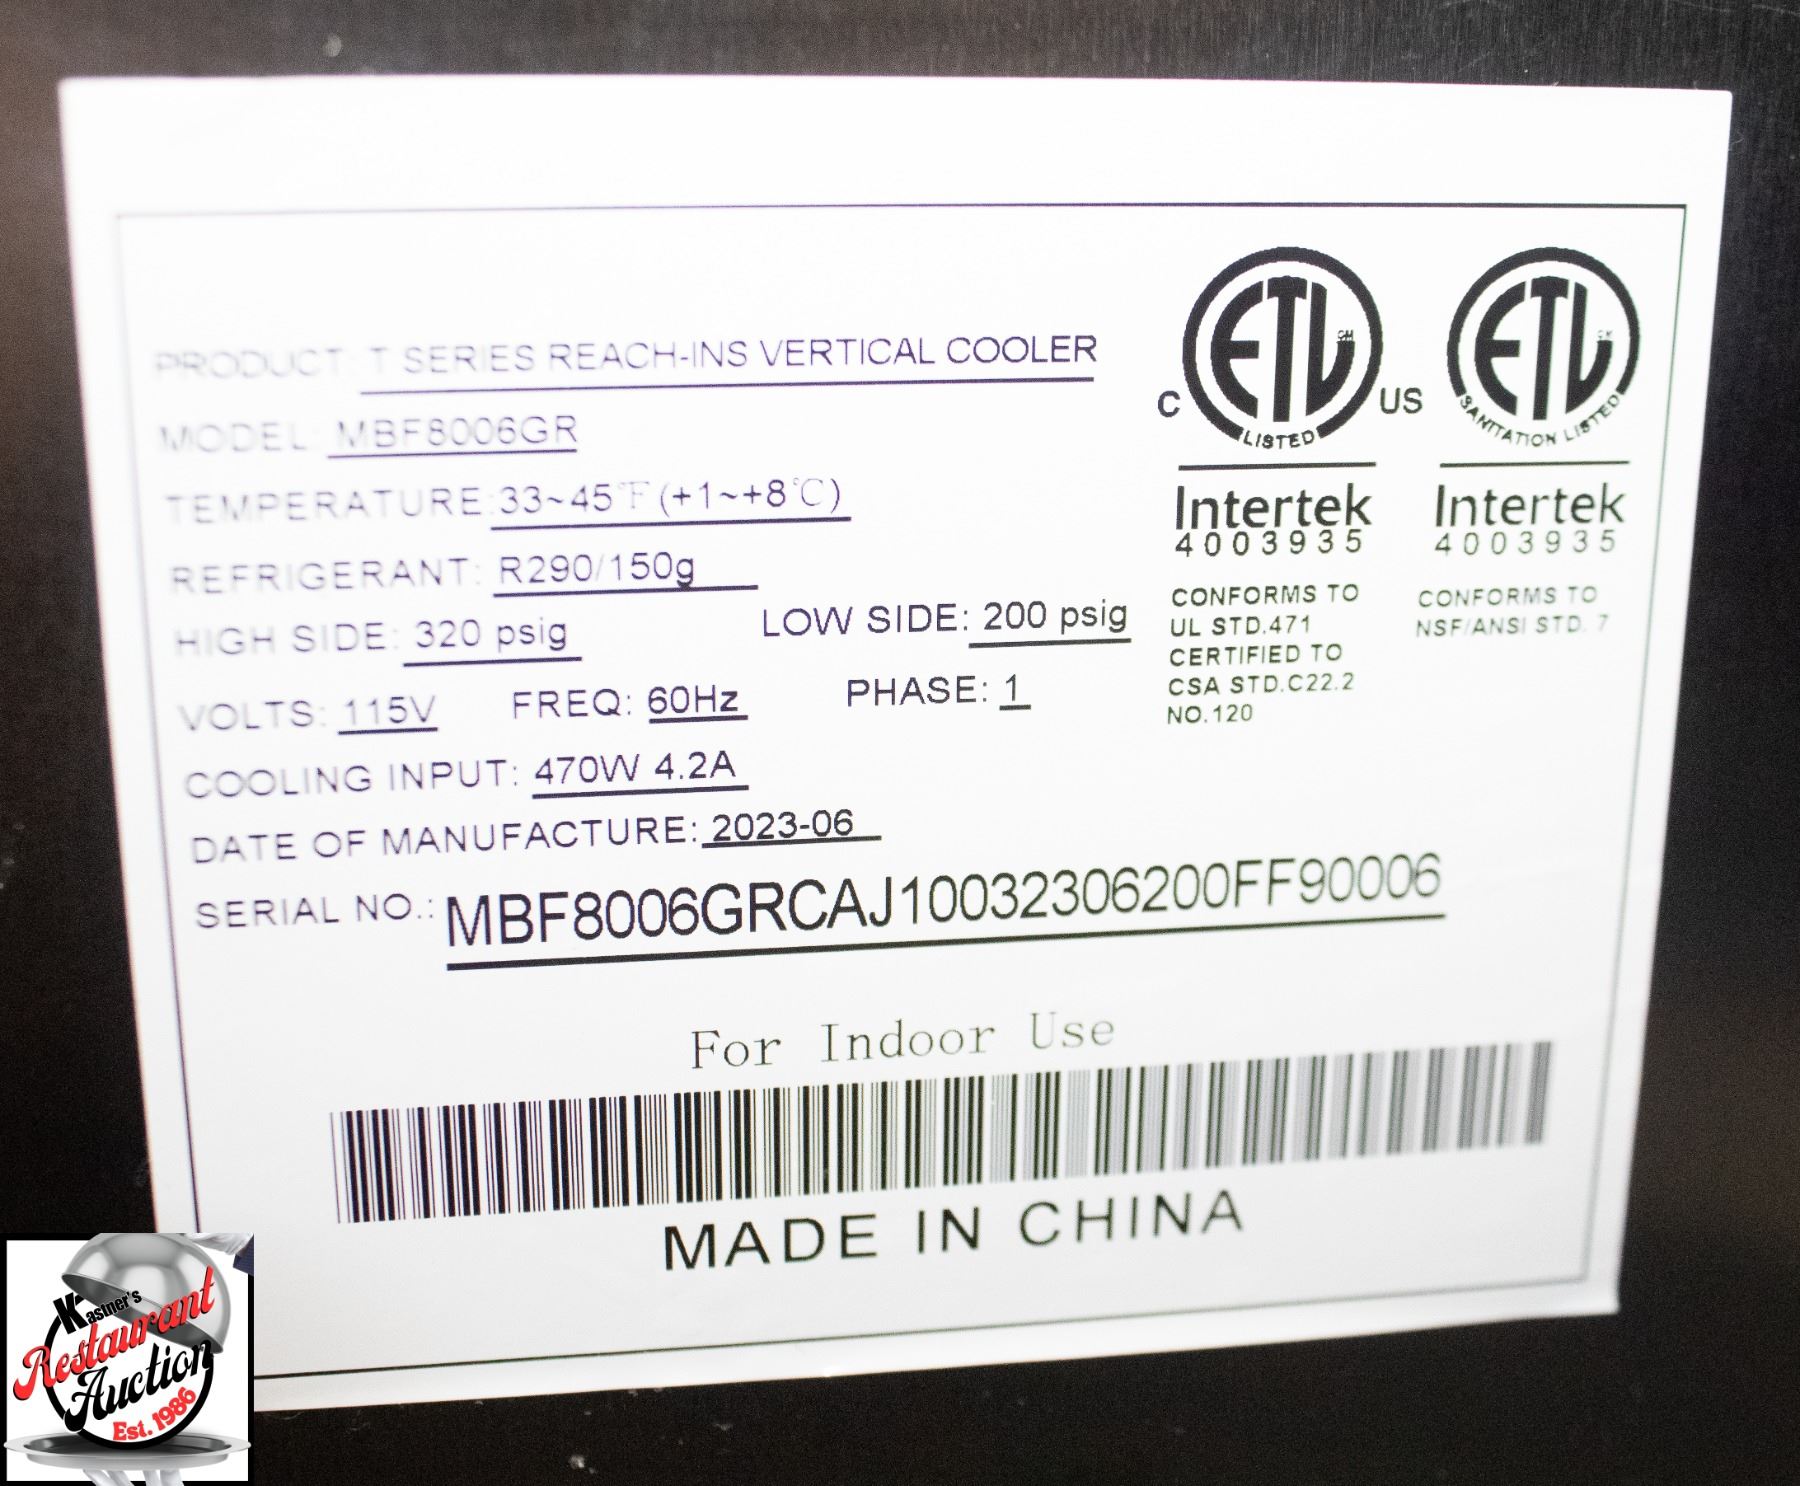 PRODUCT: T SERIES REACH-INS VERTICAL COOLER
MODEL: MBF8006GR
TEMPERATURE: 33~45℉ (+1~+8℃)
REFRIGERANT: R290/150g
HIGH SIDE: 320 psig LOW SIDE: 200 psig
VOLTS: 115V FREQ: 60Hz PHASE: 1
COOLING INPUT: 470W 4.2A
DATE OF MANUFACTURE: 2023-06
SERIAL NO.: MBF8006GRCAJ10032306200FF90006
ETL CM
C US
LISTED
Intertek
4003935
CONFORMS TO
UL STD.471
CERTIFIED TO
CSA STD.C22.2
NO.120
ETL
SANITATION LISTED
Intertek
4003935
CONFORMS TO
NSF/ANSI STD. 7
For Indoor Use
MADE IN CHINA
Kastner's
Restaurant
Auction
Est. 1986